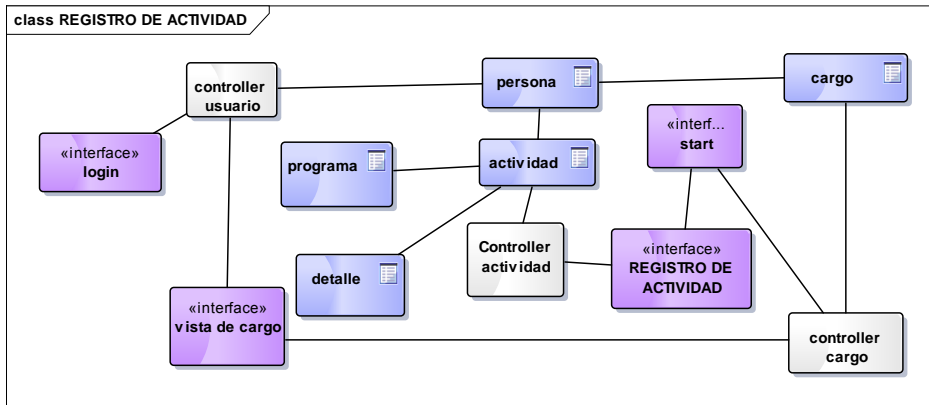 class REGISTRO DE ACTIVIDAD
controller
usuario
persona
cargo
«interface»
login
programa
actividad
«interf...
start
detalle
Controller
actividad
«interface»
REGISTRO DE
ACTIVIDAD
«interface»
vista de cargo
controller
cargo